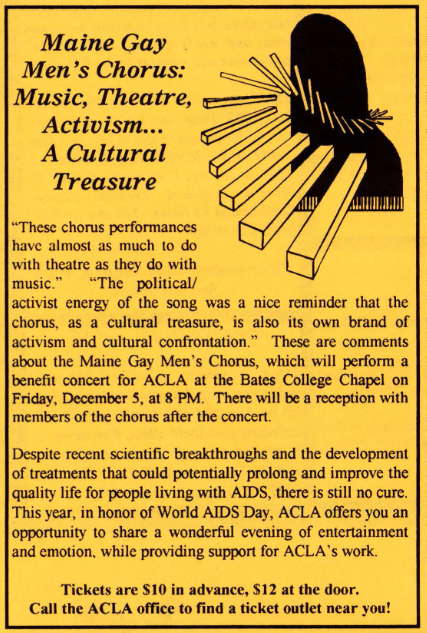 Maine Gay
Men's Chorus:
Music, Theatre,
Activism...
A Cultural
Treasure
"These chorus performances
have almost as much to do
with theatre as they do with
music." "The political/
activist energy of the song was a nice reminder that the
chorus, as a cultural treasure, is also its own brand of
activism and cultural confrontation." These are comments
about the Maine Gay Men's Chorus, which will perform a
benefit concert for ACLA at the Bates College Chapel on
Friday, December 5, at 8 PM. There will be a reception with
members of the chorus after the concert.
Despite recent scientific breakthroughs and the development
of treatments that could potentially prolong and improve the
quality life for people living with AIDS, there is still no cure.
This year, in honor of World AIDS Day, ACLA offers you an
opportunity to share a wonderful evening of entertainment
and emotion, while providing support for ACLA's work.
Tickets are $10 in advance, $12 at the door.
Call the ACLA office to find a ticket outlet near you!